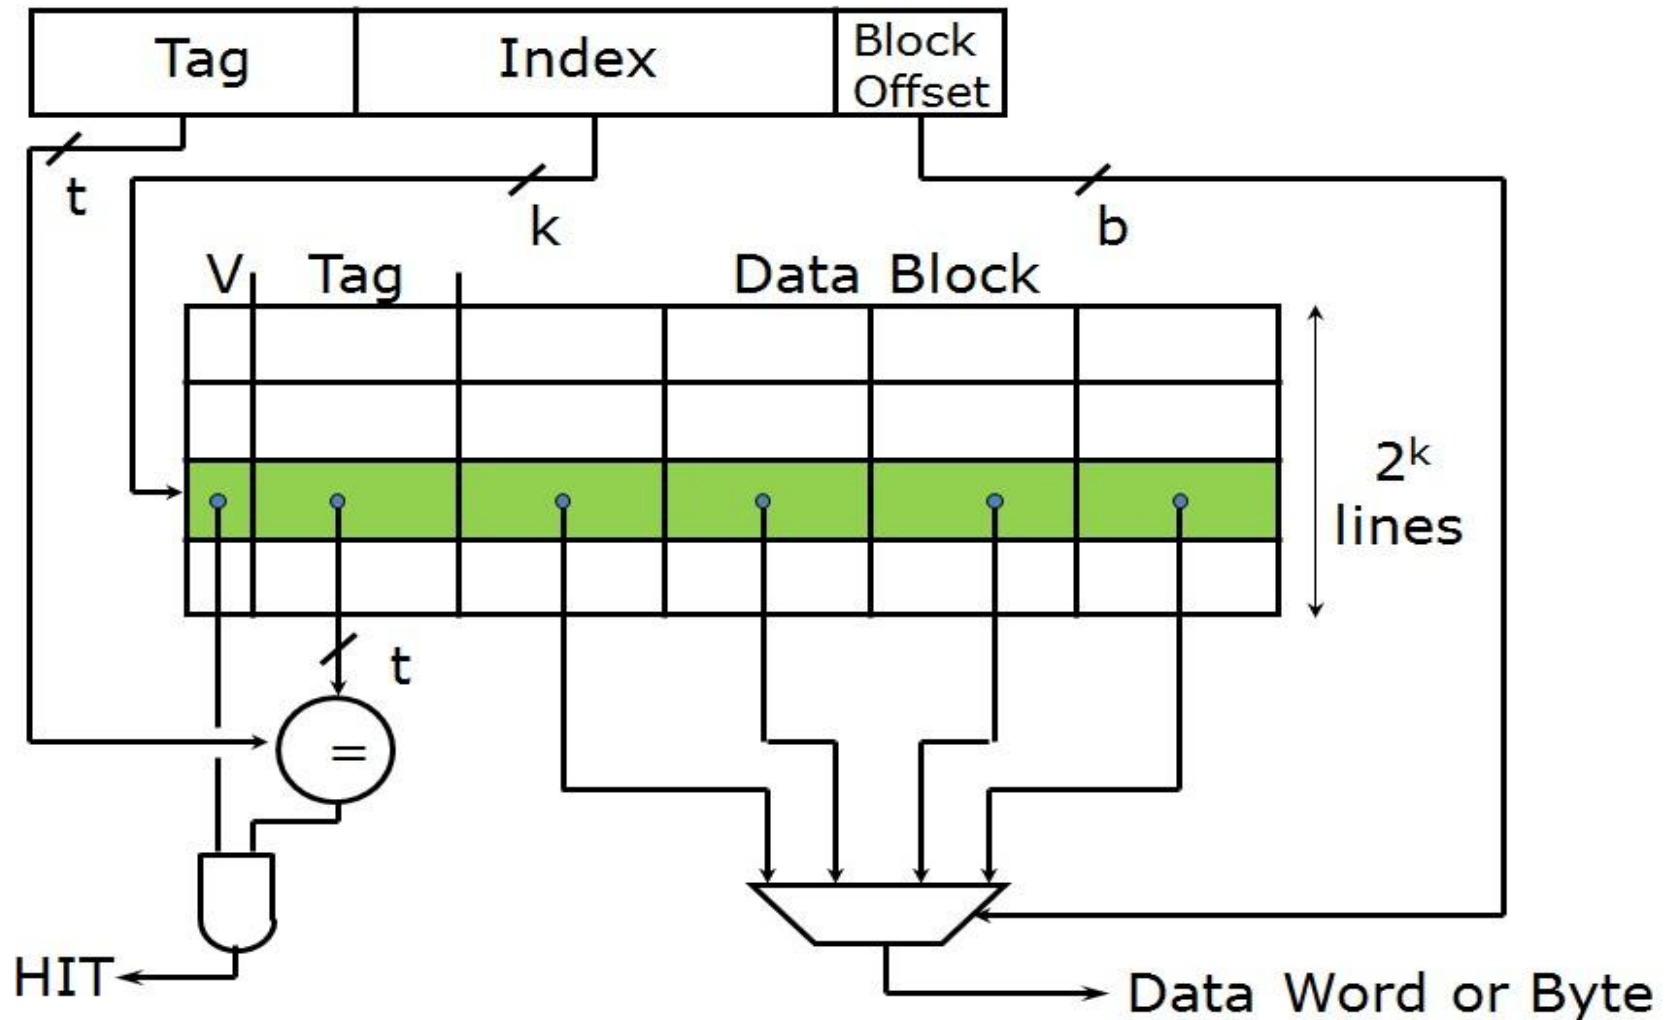 Tag
Index
Block
Offset
t
k
b
V
Tag
Data Block
2ᵏ
lines
t
=
HIT
Data Word or Byte